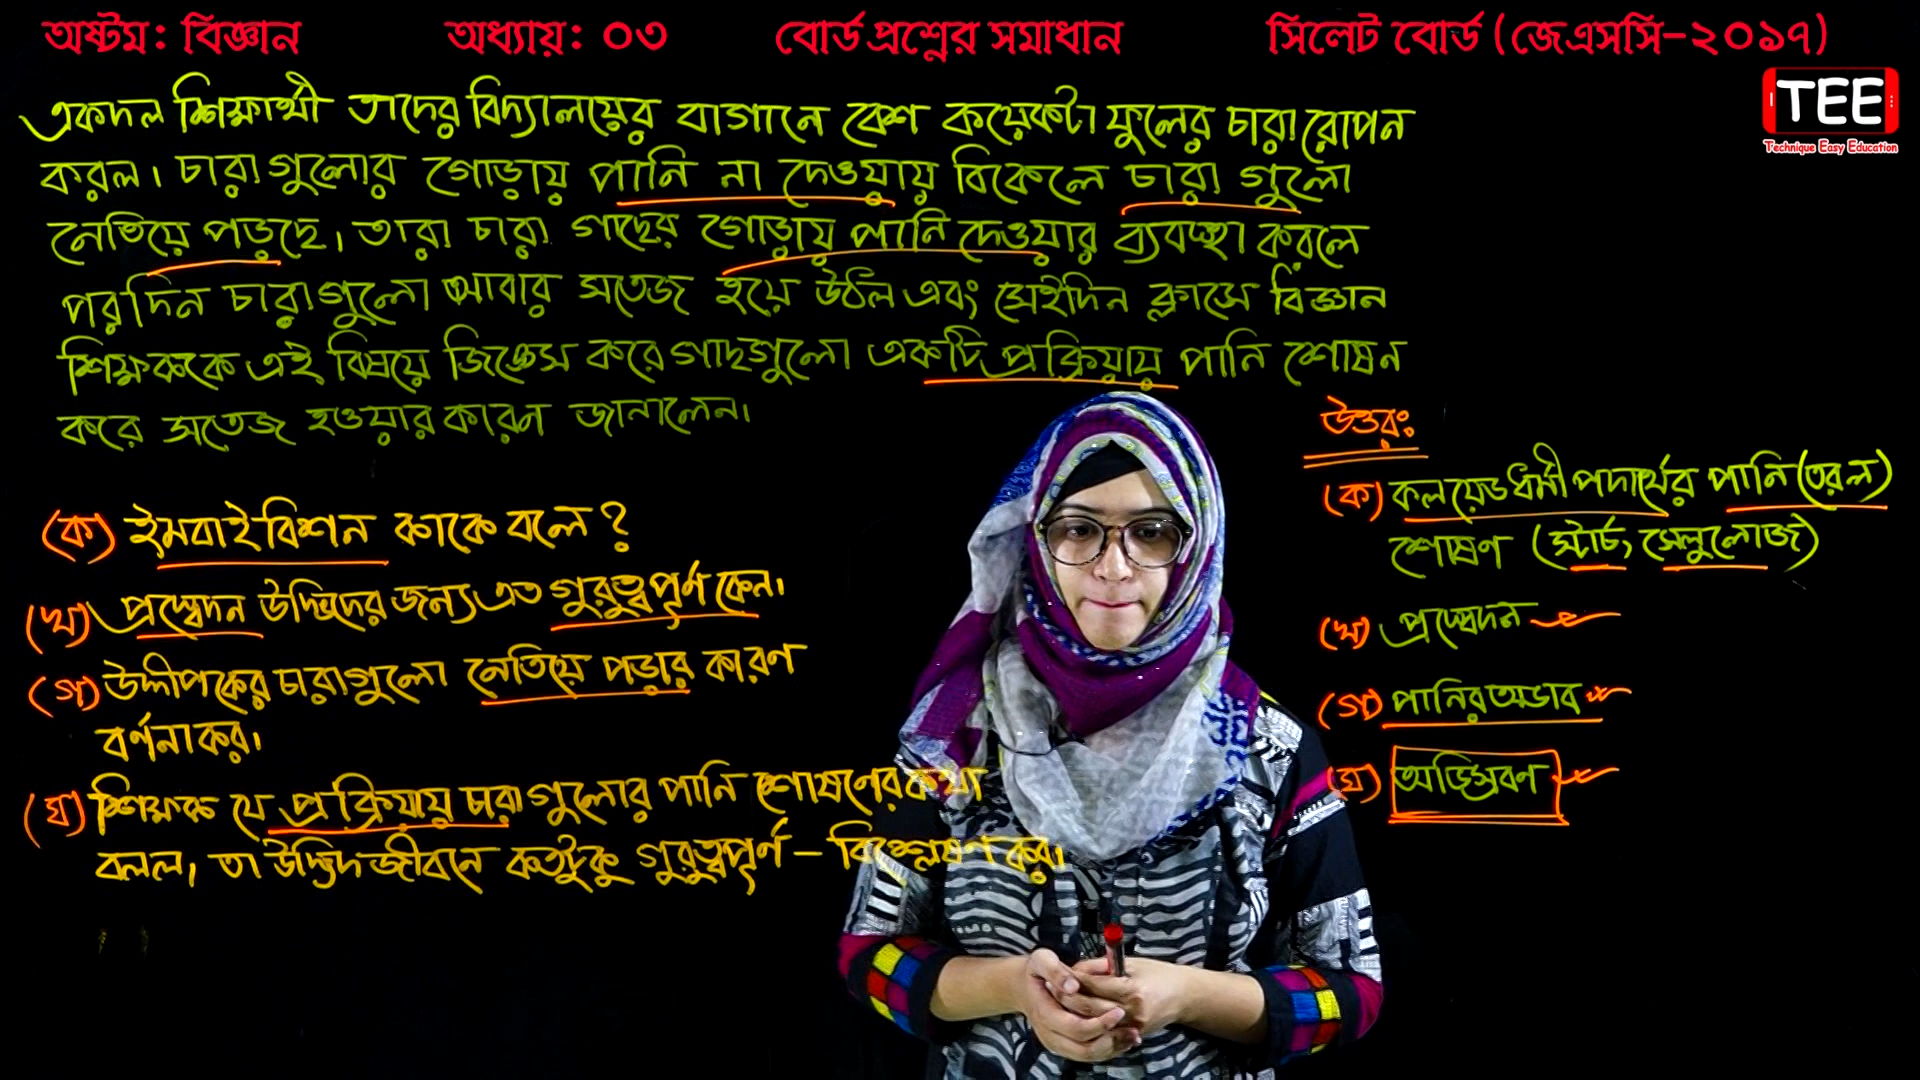 অষ্টম: বিজ্ঞান অধ্যায়: ০৩ বোর্ড প্রশ্নের সমাধান সিলেট বোর্ড (জেএসসি-২০১৭)
TEE
Technique Easy Education
একদল শিক্ষার্থী তাদের বিদ্যালয়ের বাগানে বেশ কয়েকটা ফুলের চারা রোপন
করল। চারা গুলোর গোড়ায় পানি না দেওয়ায় বিকেলে চারা গুলো
নেতিয়ে পড়ছে। তারা চারা গাছের গোড়ায় পানি দেওয়ার ব্যবস্থা করলে
পরদিন চারাগুলো আবার সতেজ হয়ে উঠল এবং সেইদিন ক্লাসে বিজ্ঞান
শিক্ষককে এই বিষয়ে জিজ্ঞেস করে গাছগুলো একটি প্রক্রিয়ায় পানি শোষন
করে সতেজ হওয়ার কারণ জানালেন।
(ক) ইমবাইবিশন কাকে বলে?
(খ) প্রস্বেদন উদ্ভিদের জন্য এত গুরুত্বপূর্ণ কেন।
(গ) উদ্দীপকের চারাগুলো নেতিয়ে পড়ার কারণ
বর্ণনা কর।
(ঘ) শিক্ষক যে প্রক্রিয়ায় চারা গুলোর পানি শোষণের কথা
বলল, তা উদ্ভিদ জীবনে কতটুকু গুরুত্বপূর্ণ – বিশ্লেষণ কর।
উত্তর:
(ক) কলয়েডধর্মী পদার্থের পানি (তরল)
শোষণ (স্টার্চ, সেলুলোজ)
(খ) প্রস্বেদন
(গ) পানির অভাব
(ঘ) অভিস্রবণ